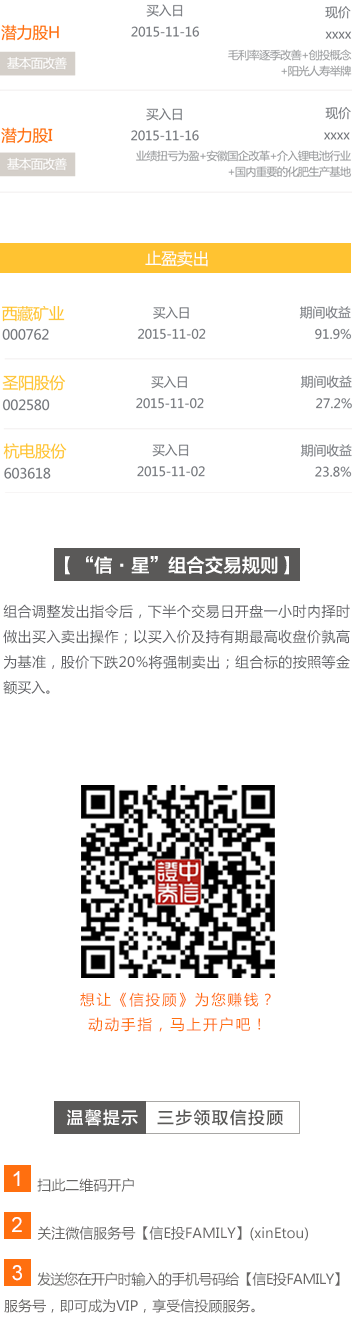 买入日 现价
潜力股H 2015-11-16 xxxx
基本面改善 毛利率逐季改善+创投概念
+阳光人寿举牌
买入日 现价
潜力股I 2015-11-16 xxxx
基本面改善 业绩扭亏为盈+安徽国企改革+介入锂电池行业
+国内重要的化肥生产基地
止盈卖出
西藏矿业 买入日 期间收益
000762 2015-11-02 91.9%
圣阳股份 买入日 期间收益
002580 2015-11-02 27.2%
杭电股份 买入日 期间收益
603618 2015-11-02 23.8%
【 “信 · 星” 组合交易规则 】
组合调整发出指令后，下半个交易日开盘一小时内择时
做出买入卖出操作；以买入价及持有期最高收盘价孰高
为基准，股价下跌20%将强制卖出；组合标的按照等金
额买入。
中信證券
想让《信投顾》为您赚钱？
动动手指，马上开户吧！
温馨提示 三步领取信投顾
1 扫此二维码开户
2 关注微信服务号【信E投FAMILY】(xinEtou)
3 发送您在开户时输入的手机号码给【信E投FAMILY】
服务号，即可成为VIP，享受信投顾服务。